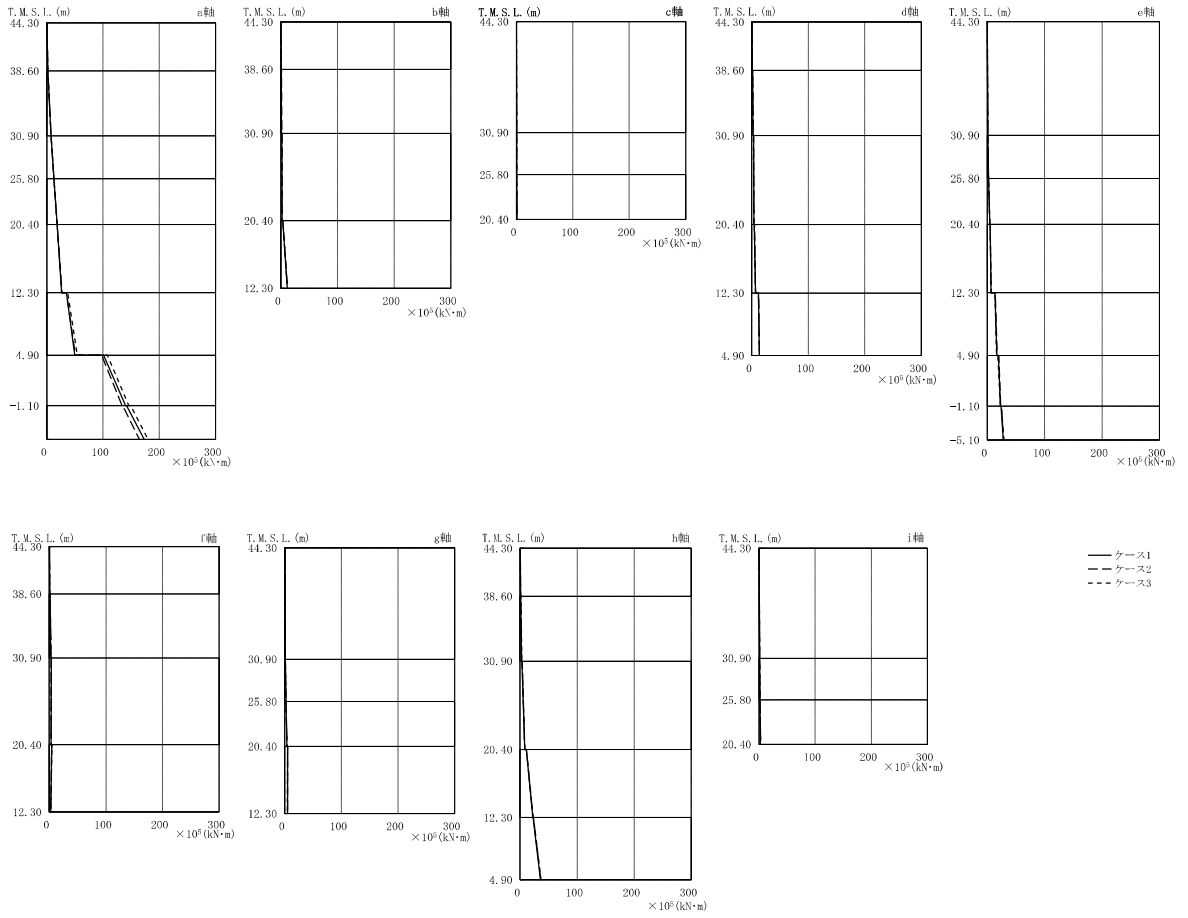 T.M.S.L.(m) a軸
44.30
38.60
30.90
25.80
20.40
12.30
4.90
-1.10
0 100 200 300
×10⁵(kN·m)
T.M.S.L.(m) b軸
44.30
38.60
30.90
20.40
12.30
0 100 200 300
×10⁵(kN·m)
T.M.S.L.(m) c軸
44.30
30.90
25.80
20.40
0 100 200 300
×10⁵(kN·m)
T.M.S.L.(m) d軸
44.30
38.60
30.90
20.40
12.30
4.90
0 100 200 300
×10⁵(kN·m)
T.M.S.L.(m) e軸
44.30
30.90
25.80
20.40
12.30
4.90
-1.10
-5.10
0 100 200 300
×10⁵(kN·m)
T.M.S.L.(m) f軸
44.30
38.60
30.90
20.40
12.30
0 100 200 300
×10⁵(kN·m)
T.M.S.L.(m) g軸
44.30
30.90
25.80
20.40
12.30
0 100 200 300
×10⁵(kN·m)
T.M.S.L.(m) h軸
44.30
38.60
30.90
20.40
12.30
4.90
0 100 200 300
×10⁵(kN·m)
T.M.S.L.(m) i軸
44.30
30.90
25.80
20.40
0 100 200 300
×10⁵(kN·m)
ケース1
ケース2
ケース3